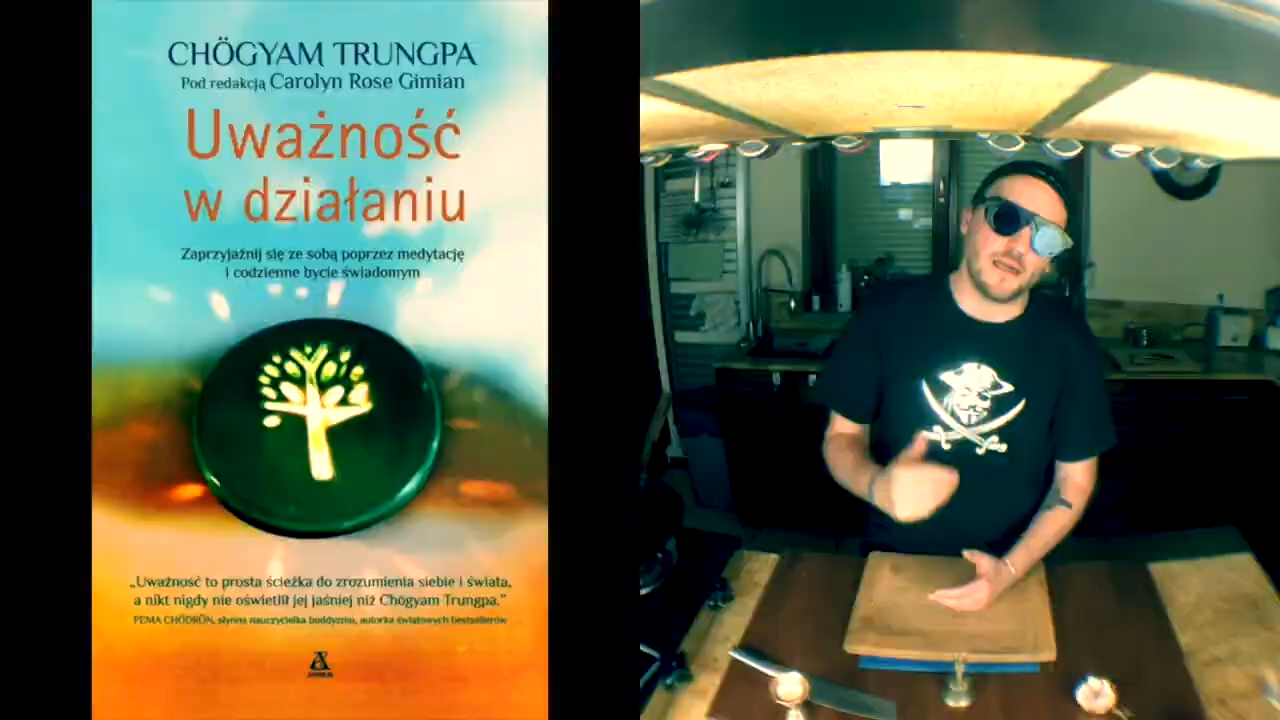 CHÖGYAM TRUNGPA
Pod redakcją Carolyn Rose Gimian
Uważność
w działaniu
Zaprzyjaźnij się ze sobą poprzez medytację
i codzienne bycie świadomym
„Uważność to prosta ścieżka do zrozumienia siebie i świata,
a nikt nigdy nie oświetlił jej jaśniej niż Chögyam Trungpa.”
PEMA CHÖDRÖN, słynna nauczycielka buddyzmu, autorka światowych bestsellerów